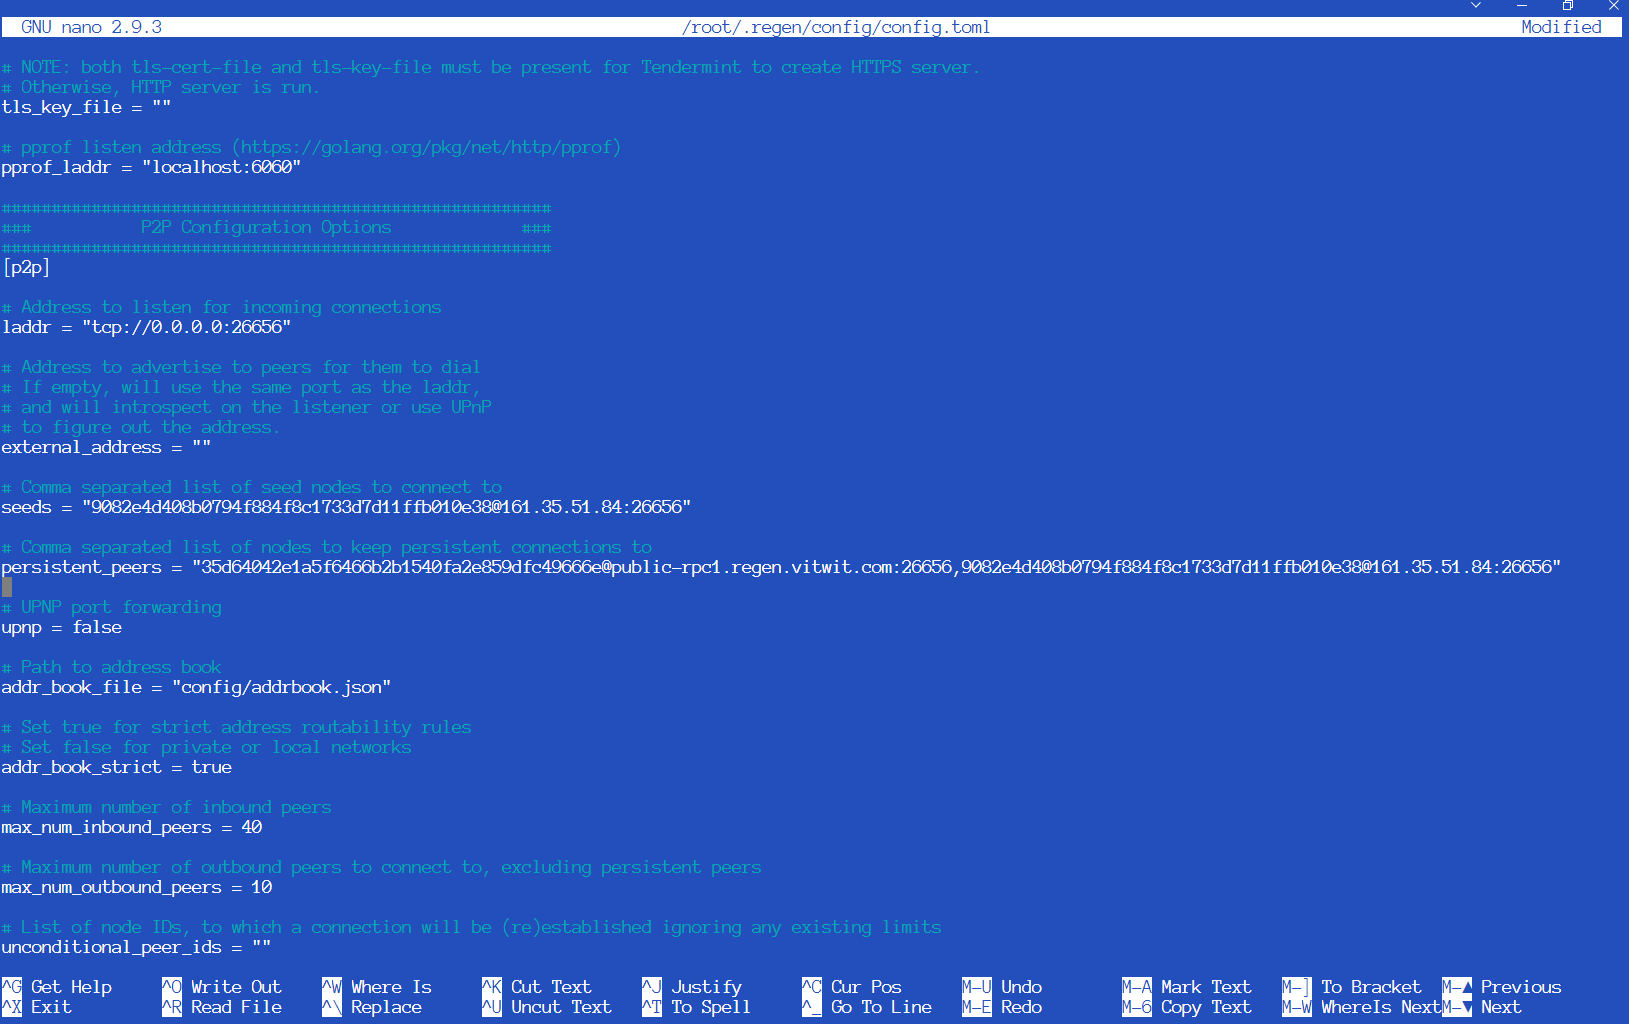 GNU nano 2.9.3 /root/.regen/config/config.toml Modified
# NOTE: both tls-cert-file and tls-key-file must be present for Tendermint to create HTTPS server.
# Otherwise, HTTP server is run.
tls_key_file = ""
# pprof listen address (https://golang.org/pkg/net/http/pprof)
pprof_laddr = "localhost:6060"
#######################################################
### P2P Configuration Options ###
#######################################################
[p2p]
# Address to listen for incoming connections
laddr = "tcp://0.0.0.0:26656"
# Address to advertise to peers for them to dial
# If empty, will use the same port as the laddr,
# and will introspect on the listener or use UPnP
# to figure out the address.
external_address = ""
# Comma separated list of seed nodes to connect to
seeds = "9082e4d408b0794f884f8c1733d7d11ffb010e38@161.35.51.84:26656"
# Comma separated list of nodes to keep persistent connections to
persistent_peers = "35d64042e1a5f6466b2b1540fa2e859dfc49666e@public-rpc1.regen.vitwit.com:26656,9082e4d408b0794f884f8c1733d7d11ffb010e38@161.35.51.84:26656"
# UPNP port forwarding
upnp = false
# Path to address book
addr_book_file = "config/addrbook.json"
# Set true for strict address routability rules
# Set false for private or local networks
addr_book_strict = true
# Maximum number of inbound peers
max_num_inbound_peers = 40
# Maximum number of outbound peers to connect to, excluding persistent peers
max_num_outbound_peers = 10
# List of node IDs, to which a connection will be (re)established ignoring any existing limits
unconditional_peer_ids = ""
^G Get Help ^O Write Out ^W Where Is ^K Cut Text ^J Justify ^C Cur Pos M-U Undo M-A Mark Text M-] To Bracket M-▲ Previous
^X Exit ^R Read File ^\ Replace ^U Uncut Text ^T To Spell ^_ Go To Line M-E Redo M-6 Copy Text M-W WhereIs Next M-▼ Next